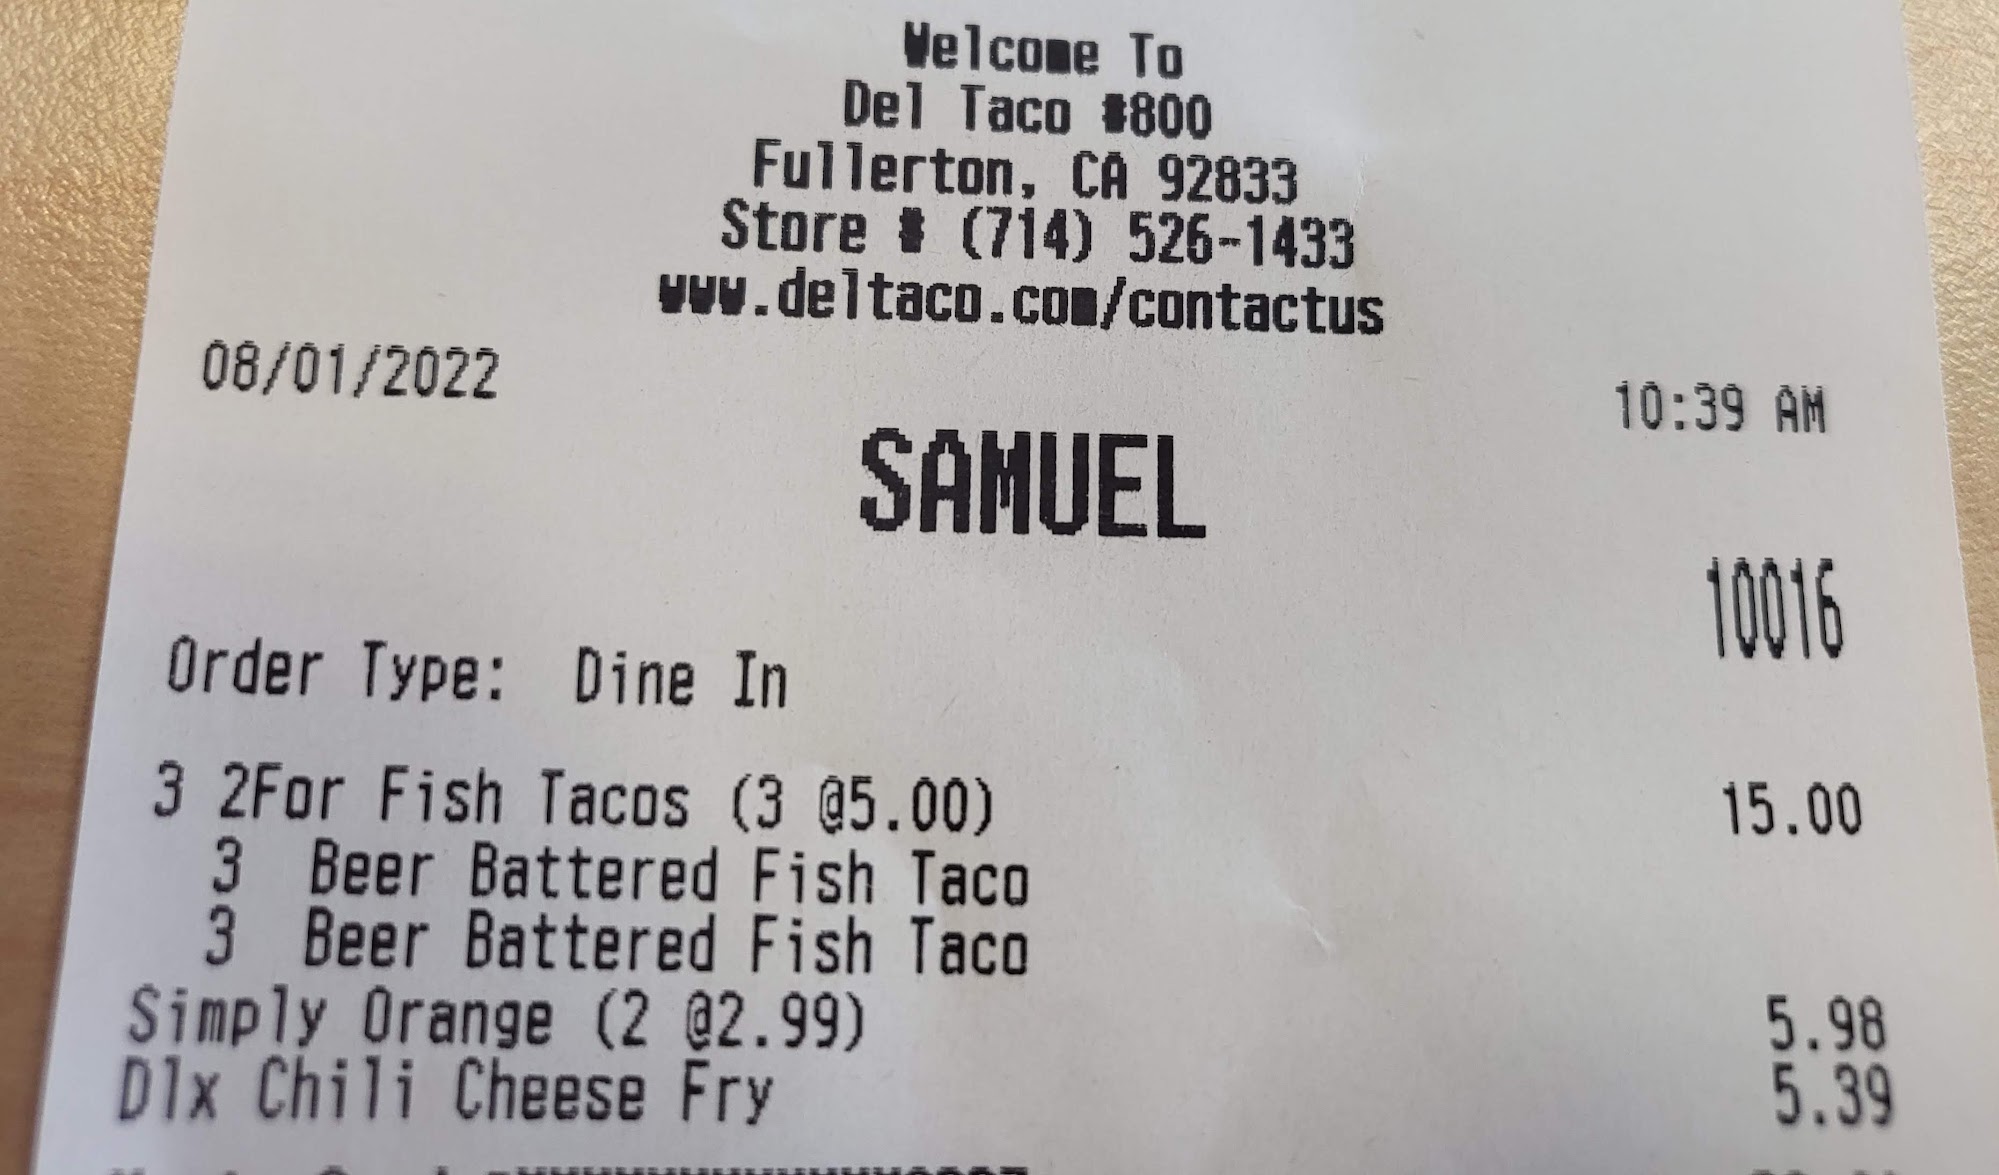 Welcome To
Del Taco #800
Fullerton, CA 92833
Store # (714) 526-1433
www.deltaco.com/contactus
08/01/2022 10:39 AM
SAMUEL
10016
Order Type: Dine In
3 2For Fish Tacos (3 @5.00) 15.00
3 Beer Battered Fish Taco
3 Beer Battered Fish Taco
Simply Orange (2 @2.99) 5.98
Dlx Chili Cheese Fry 5.39